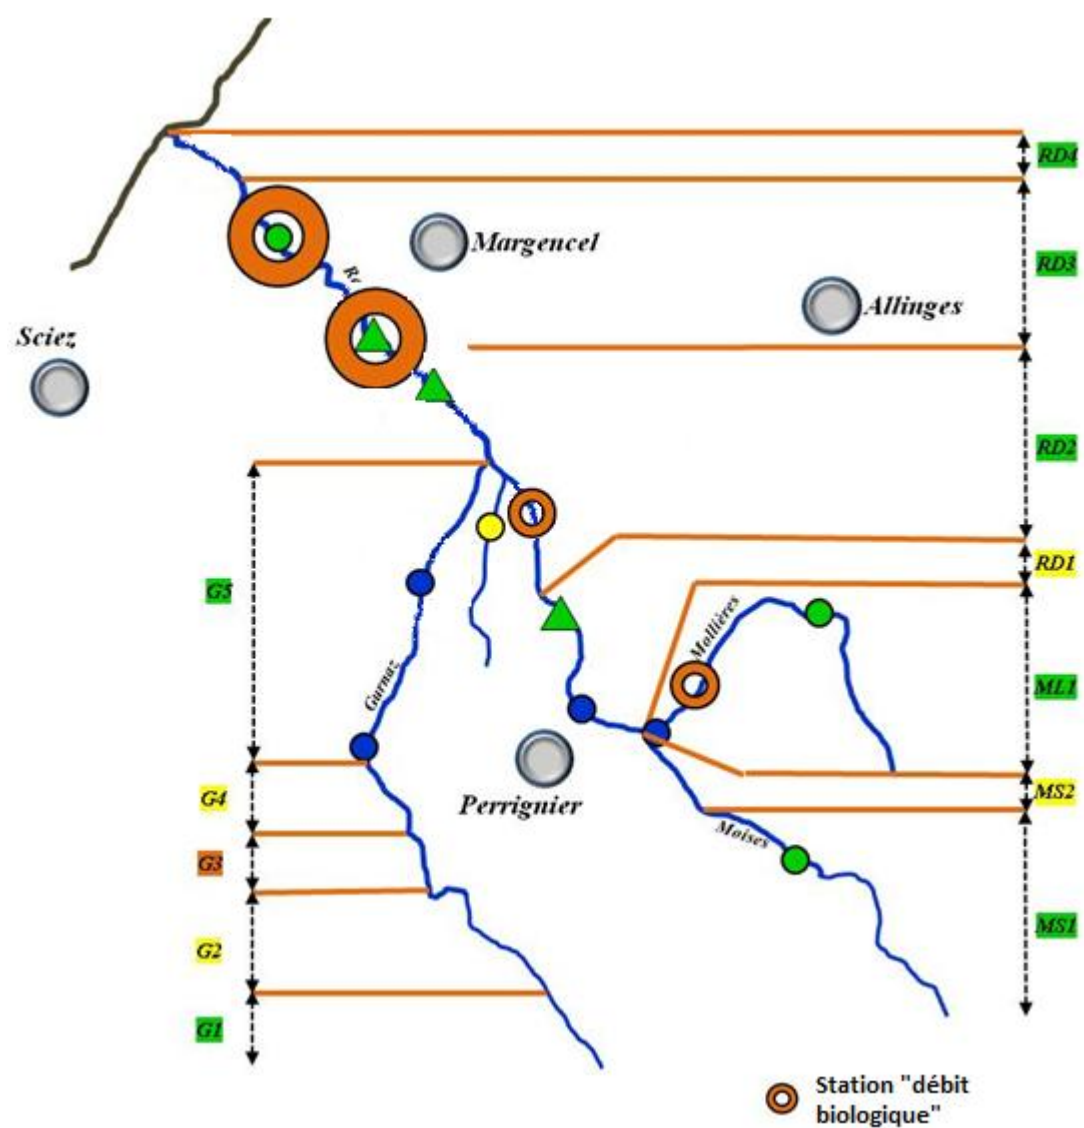 RD4
RD3
Margencel
Allinges
Sciez
RD2
RD1
G5
Mollières
Gurnaz
ML1
G4
Perrignier
MS2
Moises
G3
MS1
G2
G1
Station "débit
biologique"